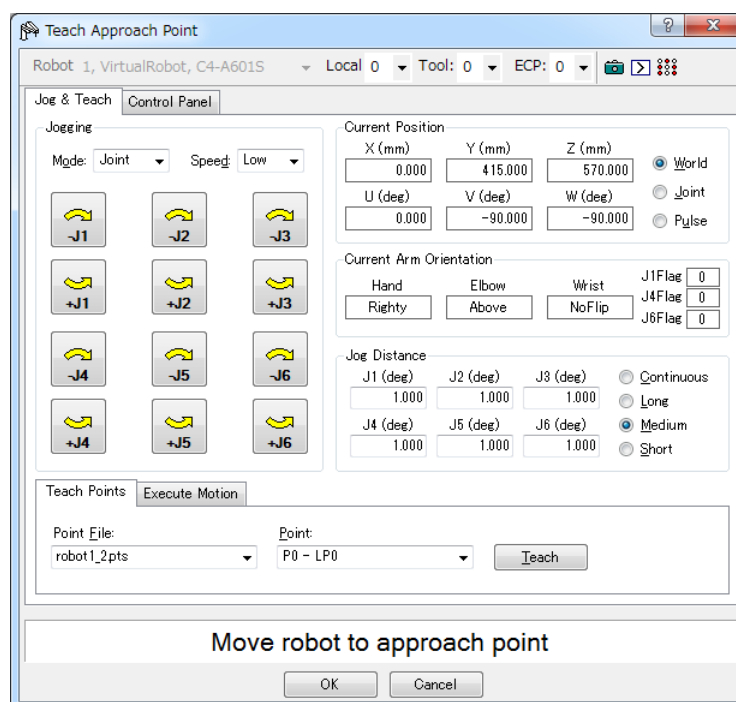 Teach Approach Point
Robot 1, VirtualRobot, C4-A601S Local 0 Tool: 0 ECP: 0
Jog & Teach Control Panel
Jogging
Mode: Joint Speed: Low
-J1 -J2 -J3
+J1 +J2 +J3
-J4 -J5 -J6
+J4 +J5 +J6
Current Position
X (mm) Y (mm) Z (mm)
0.000 415.000 570.000
U (deg) V (deg) W (deg)
0.000 -90.000 -90.000
World
Joint
Pulse
Current Arm Orientation
Hand Elbow Wrist
Righty Above NoFlip
J1Flag 0
J4Flag 0
J6Flag 0
Jog Distance
J1 (deg) J2 (deg) J3 (deg)
1.000 1.000 1.000
J4 (deg) J5 (deg) J6 (deg)
1.000 1.000 1.000
Continuous
Long
Medium
Short
Teach Points Execute Motion
Point File: Point:
robot1_2pts P0 - LP0 Teach
Move robot to approach point
OK Cancel